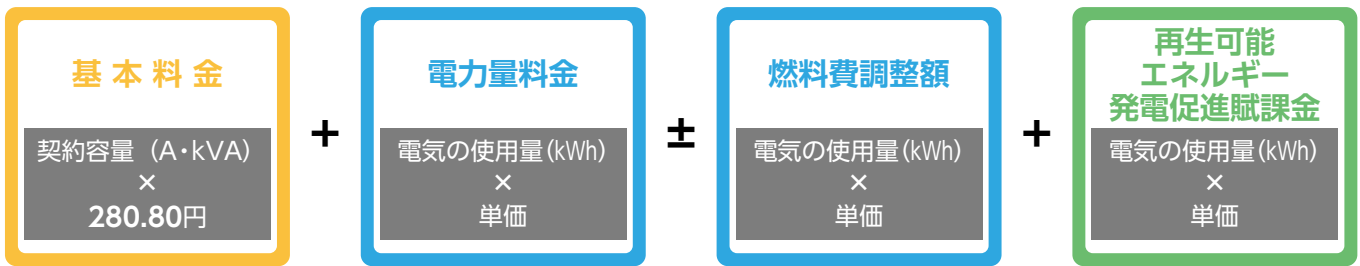 基本料金
契約容量（A・kVA）
×
280.80円
+
電力量料金
電気の使用量(kWh)
×
単価
±
燃料費調整額
電気の使用量(kWh)
×
単価
+
再生可能
エネルギー
発電促進賦課金
電気の使用量(kWh)
×
単価